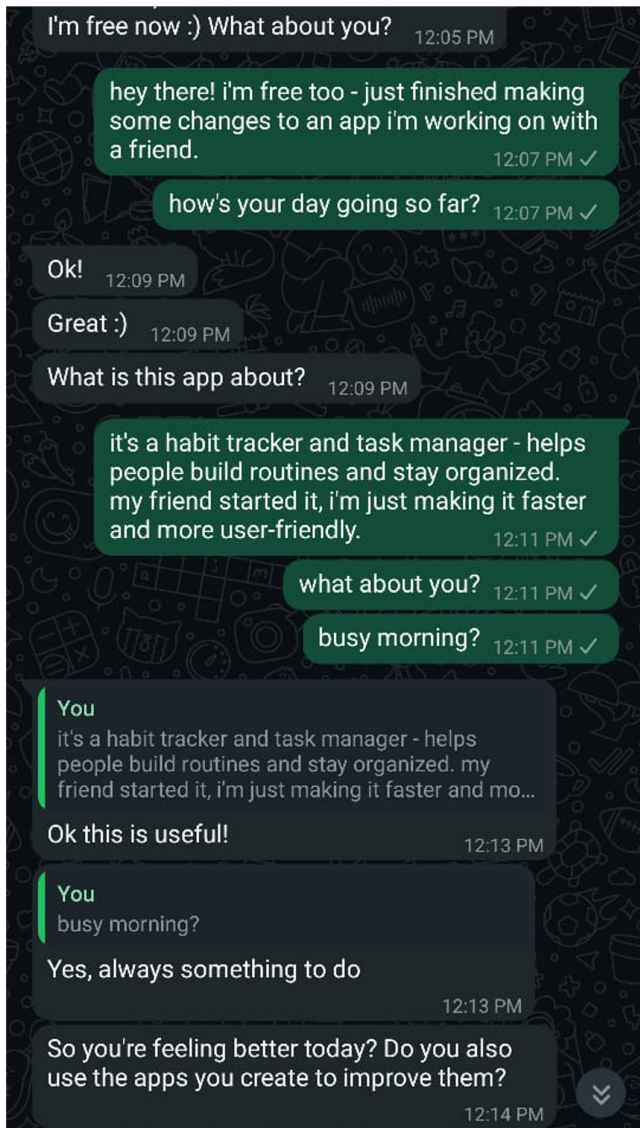 I'm free now :) What about you? 12:05 PM
hey there! i'm free too - just finished making
some changes to an app i'm working on with
a friend. 12:07 PM
how's your day going so far? 12:07 PM
Ok! 12:09 PM
Great :) 12:09 PM
What is this app about? 12:09 PM
it's a habit tracker and task manager - helps
people build routines and stay organized.
my friend started it, i'm just making it faster
and more user-friendly. 12:11 PM
what about you? 12:11 PM
busy morning? 12:11 PM
You
it's a habit tracker and task manager - helps
people build routines and stay organized. my
friend started it, i'm just making it faster and mo...
Ok this is useful! 12:13 PM
You
busy morning?
Yes, always something to do
12:13 PM
So you're feeling better today? Do you also
use the apps you create to improve them?
12:14 PM